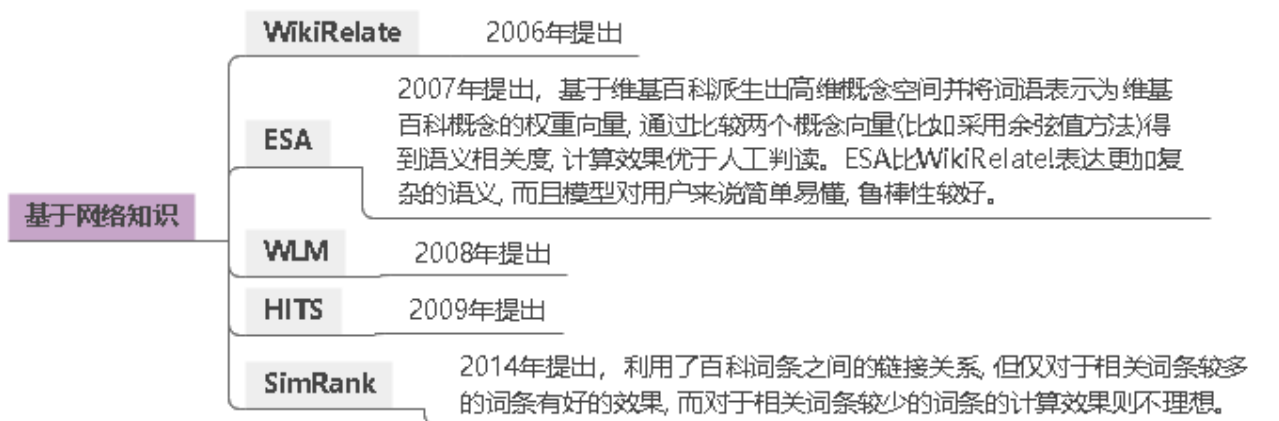 WikiRelate 2006年提出
2007年提出，基于维基百科派生出高维概念空间并将词语表示为维基
百科概念的权重向量, 通过比较两个概念向量(比如采用余弦值方法)得
ESA
到语义相关度, 计算效果优于人工判读。ESA比WikiRelate!表达更加复
杂的语义, 而且模型对用户来说简单易懂, 鲁棒性较好。
基于网络知识
WLM 2008年提出
HITS 2009年提出
2014年提出，利用了百科词条之间的链接关系, 但仅对于相关词条较多
SimRank
的词条有好的效果, 而对于相关词条较少的词条的计算效果则不理想。